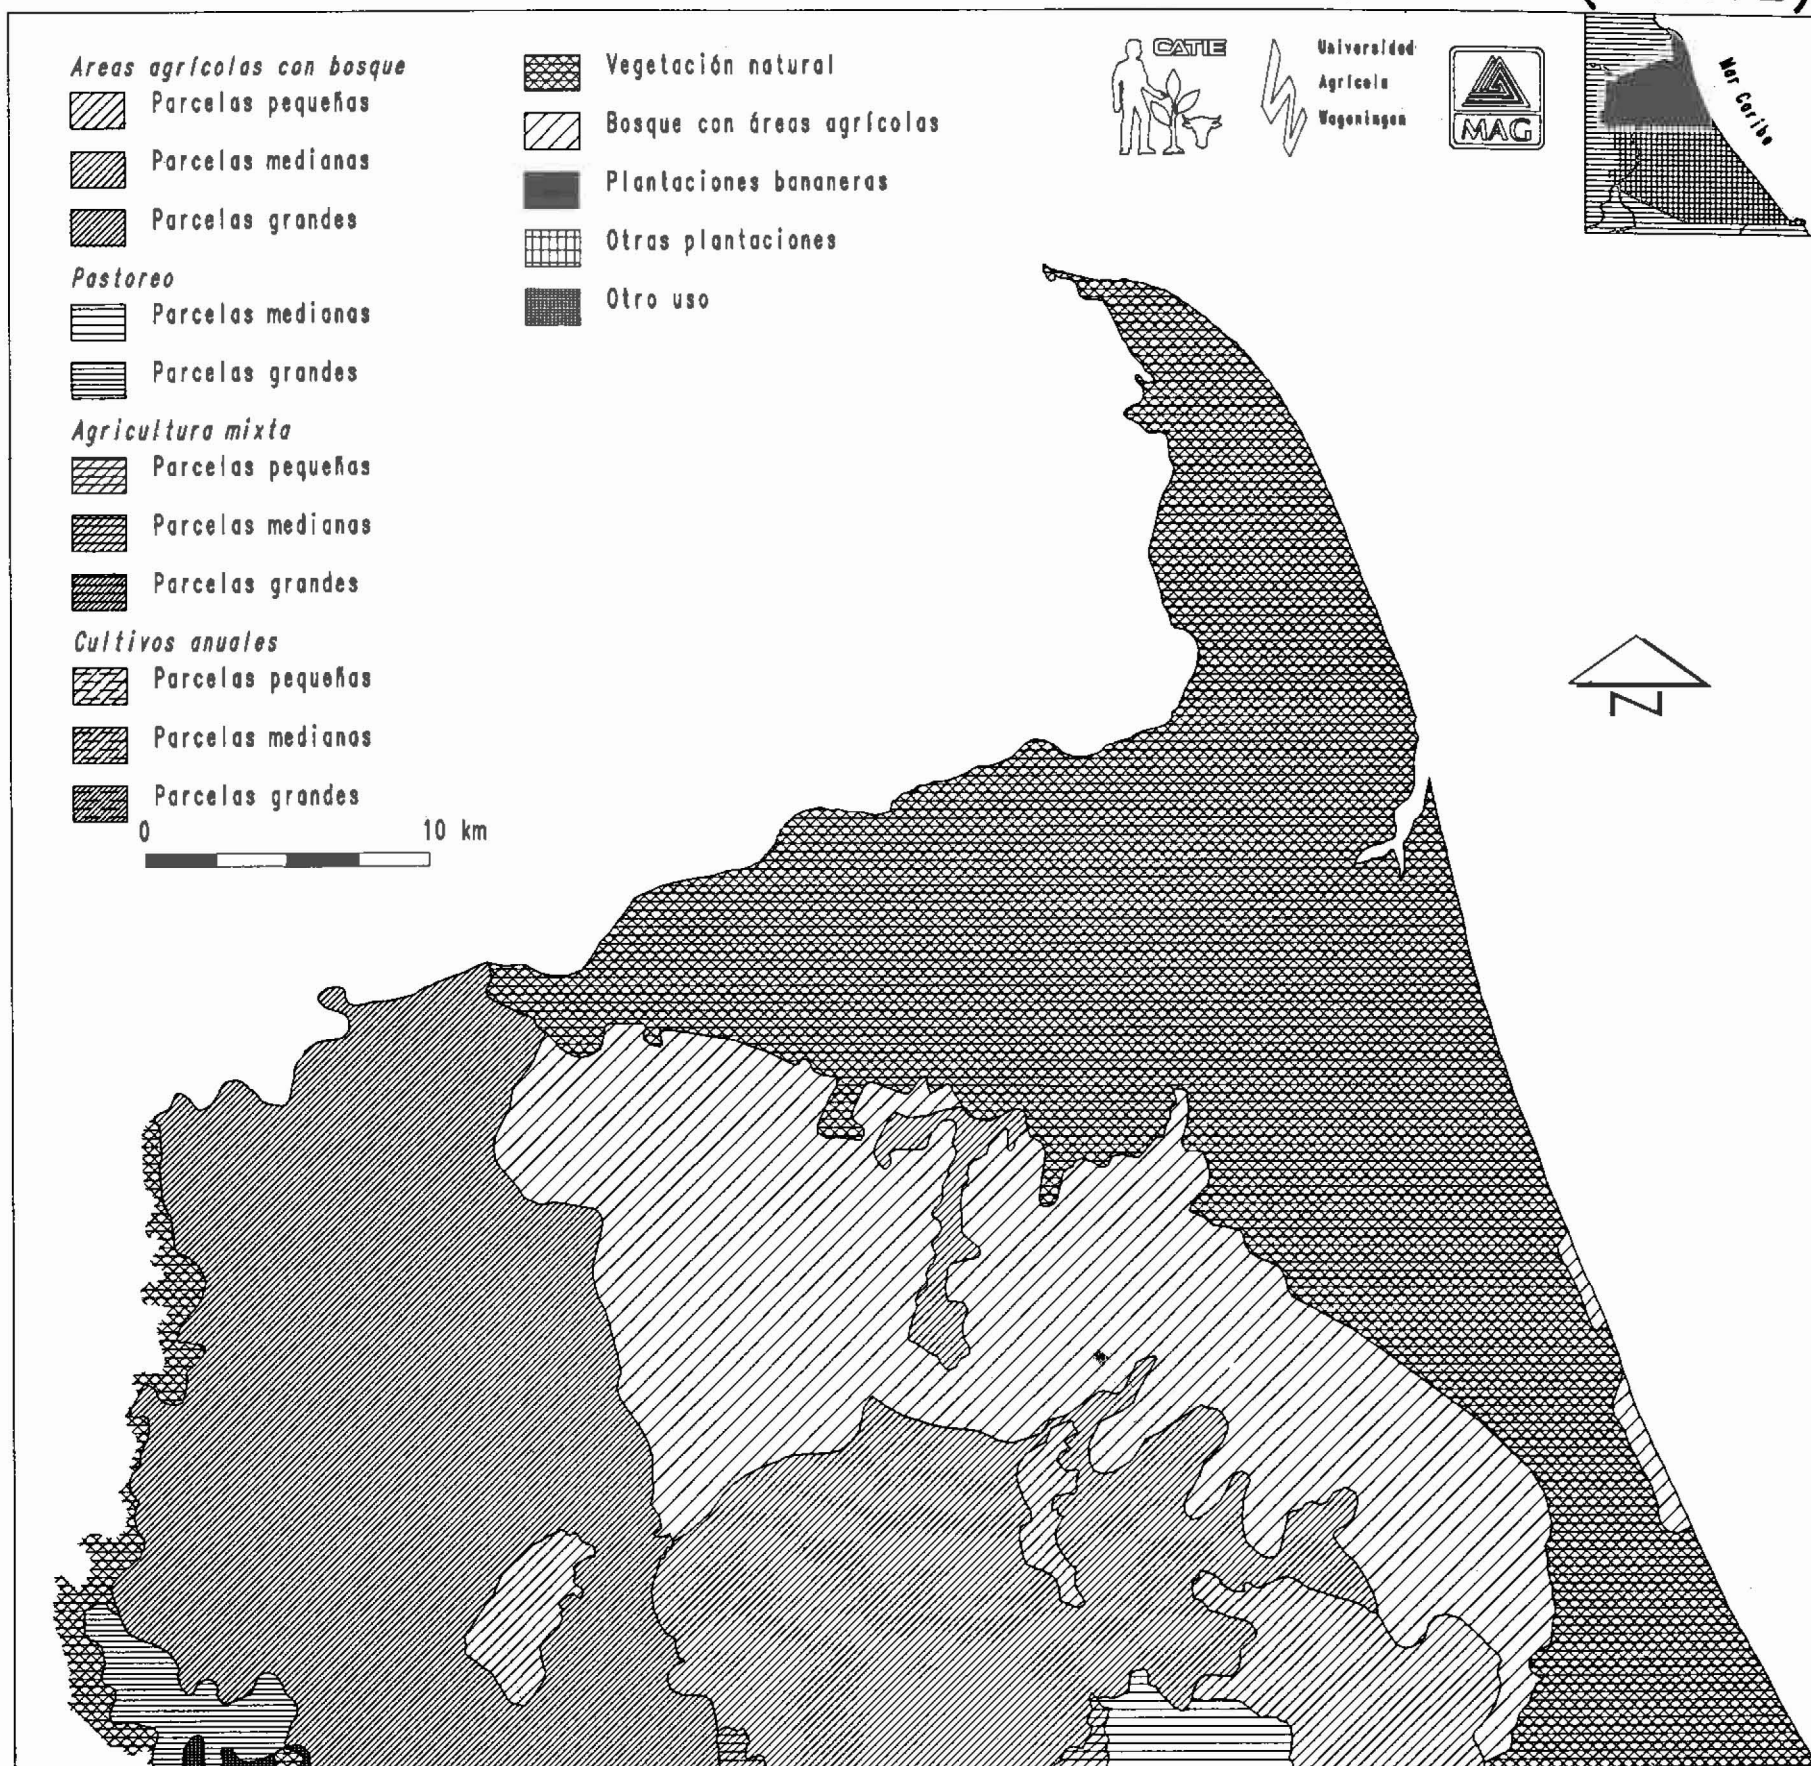 Areas agrícolas con bosque
Parcelas pequeñas
Parcelas medianas
Parcelas grandes
Pastoreo
Parcelas medianas
Parcelas grandes
Agricultura mixta
Parcelas pequeñas
Parcelas medianas
Parcelas grandes
Cultivos anuales
Parcelas pequeñas
Parcelas medianas
Parcelas grandes
0 10 km
Vegetación natural
Bosque con áreas agrícolas
Plantaciones bananeras
Otras plantaciones
Otro uso
CATIE
Universidad
Agrícola
Wageningen
MAG
Mar Caribe
N